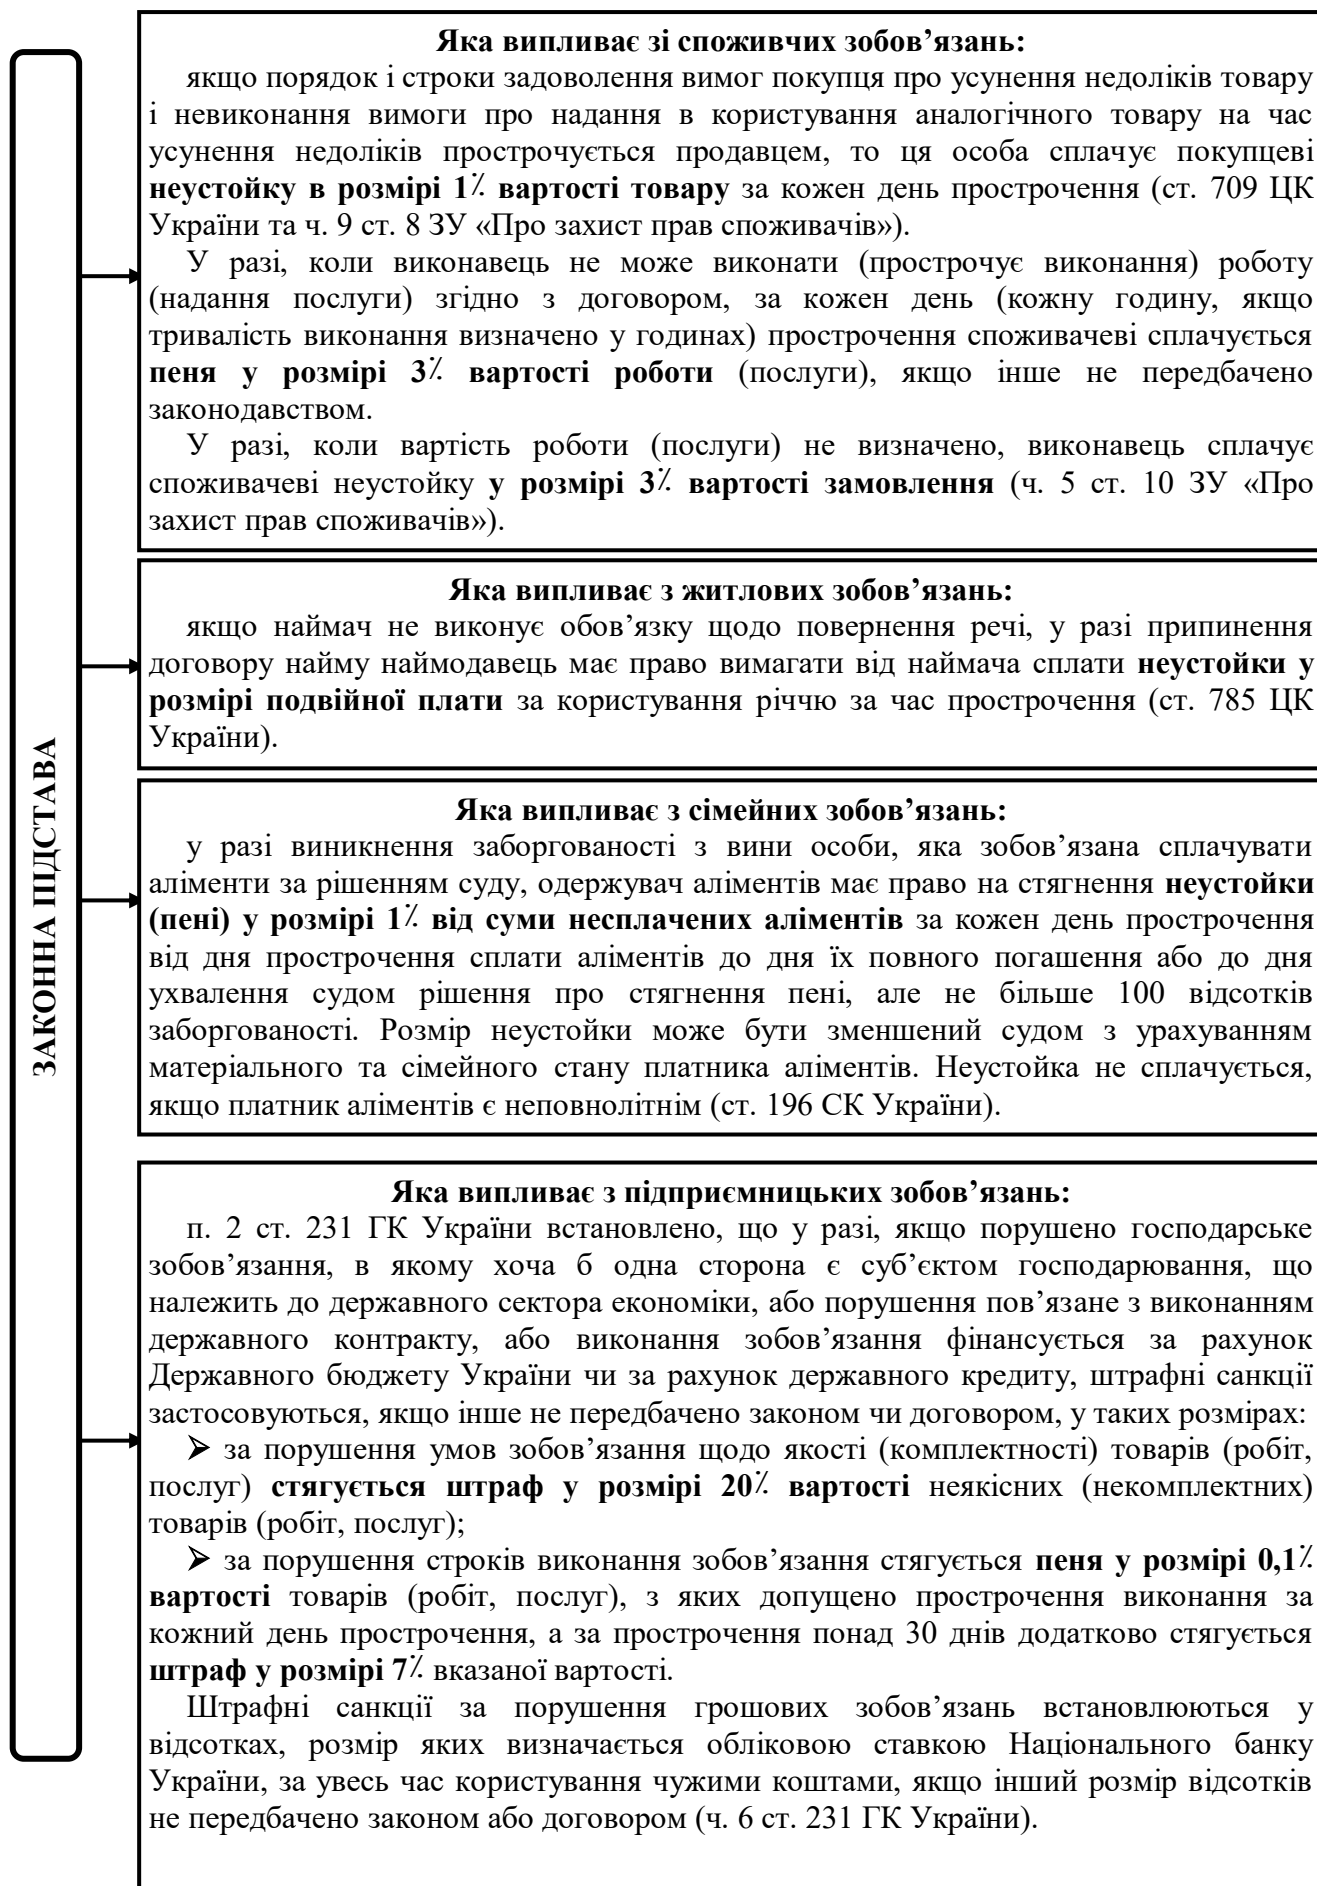 ЗАКОННА ПІДСТАВА
Яка випливає зі споживчих зобов’язань:
якщо порядок і строки задоволення вимог покупця про усунення недоліків товару
і невиконання вимоги про надання в користування аналогічного товару на час
усунення недоліків прострочується продавцем, то ця особа сплачує покупцеві
неустойку в розмірі 1٪ вартості товару за кожен день прострочення (ст. 709 ЦК
України та ч. 9 ст. 8 ЗУ «Про захист прав споживачів»).
У разі, коли виконавець не може виконати (прострочує виконання) роботу
(надання послуги) згідно з договором, за кожен день (кожну годину, якщо
тривалість виконання визначено у годинах) прострочення споживачеві сплачується
пеня у розмірі 3٪ вартості роботи (послуги), якщо інше не передбачено
законодавством.
У разі, коли вартість роботи (послуги) не визначено, виконавець сплачує
споживачеві неустойку у розмірі 3٪ вартості замовлення (ч. 5 ст. 10 ЗУ «Про
захист прав споживачів»).
Яка випливає з житлових зобов’язань:
якщо наймач не виконує обов’язку щодо повернення речі, у разі припинення
договору найму наймодавець має право вимагати від наймача сплати неустойки у
розмірі подвійної плати за користування річчю за час прострочення (ст. 785 ЦК
України).
Яка випливає з сімейних зобов’язань:
у разі виникнення заборгованості з вини особи, яка зобов’язана сплачувати
аліменти за рішенням суду, одержувач аліментів має право на стягнення неустойки
(пені) у розмірі 1٪ від суми несплачених аліментів за кожен день прострочення
від дня прострочення сплати аліментів до дня їх повного погашення або до дня
ухвалення судом рішення про стягнення пені, але не більше 100 відсотків
заборгованості. Розмір неустойки може бути зменшений судом з урахуванням
матеріального та сімейного стану платника аліментів. Неустойка не сплачується,
якщо платник аліментів є неповнолітнім (ст. 196 СК України).
Яка випливає з підприємницьких зобов’язань:
п. 2 ст. 231 ГК України встановлено, що у разі, якщо порушено господарське
зобов’язання, в якому хоча б одна сторона є суб’єктом господарювання, що
належить до державного сектора економіки, або порушення пов’язане з виконанням
державного контракту, або виконання зобов’язання фінансується за рахунок
Державного бюджету України чи за рахунок державного кредиту, штрафні санкції
застосовуються, якщо інше не передбачено законом чи договором, у таких розмірах:
➢ за порушення умов зобов’язання щодо якості (комплектності) товарів (робіт,
послуг) стягується штраф у розмірі 20٪ вартості неякісних (некомплектних)
товарів (робіт, послуг);
➢ за порушення строків виконання зобов’язання стягується пеня у розмірі 0,1٪
вартості товарів (робіт, послуг), з яких допущено прострочення виконання за
кожний день прострочення, а за прострочення понад 30 днів додатково стягується
штраф у розмірі 7٪ вказаної вартості.
Штрафні санкції за порушення грошових зобов’язань встановлюються у
відсотках, розмір яких визначається обліковою ставкою Національного банку
України, за увесь час користування чужими коштами, якщо інший розмір відсотків
не передбачено законом або договором (ч. 6 ст. 231 ГК України).